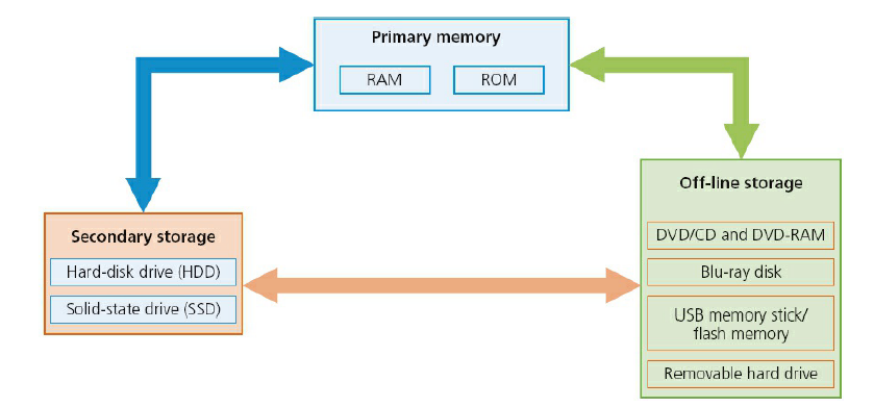 Primary memory
RAM
ROM
Off-line storage
DVD/CD and DVD-RAM
Blu-ray disk
USB memory stick/
flash memory
Removable hard drive
Secondary storage
Hard-disk drive (HDD)
Solid-state drive (SSD)